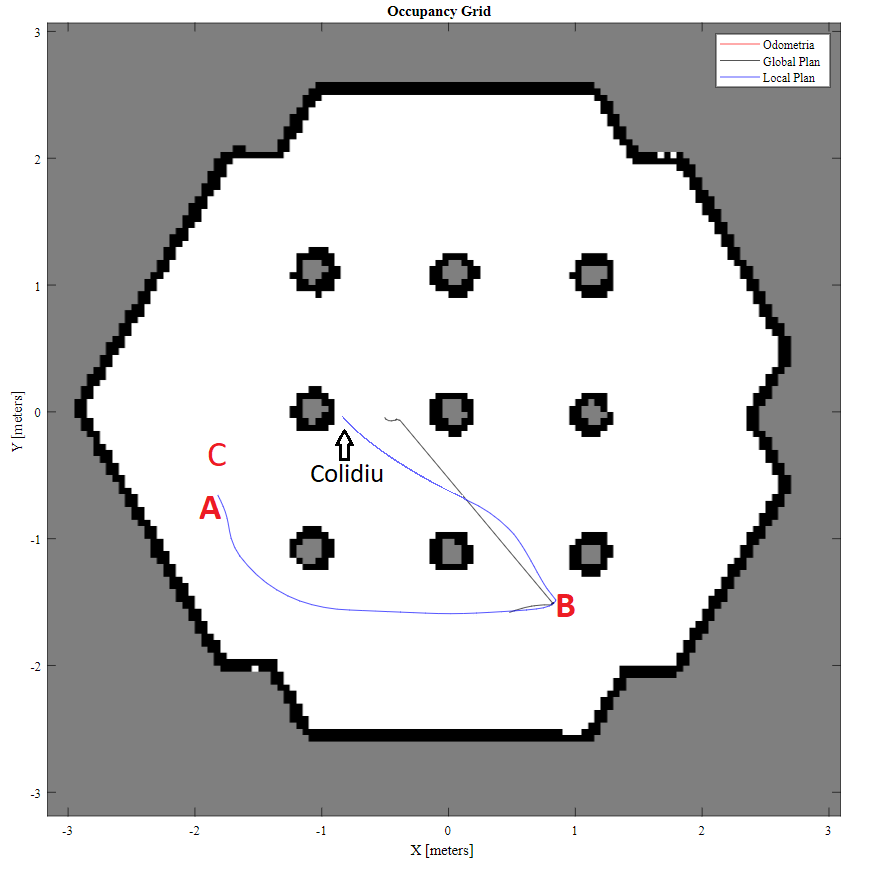 Occupancy Grid
Odometria
Global Plan
Local Plan
3
2
1
0
-1
-2
-3
Y [meters]
C
A
Colidiu
B
-3
-2
-1
0
1
2
3
X [meters]